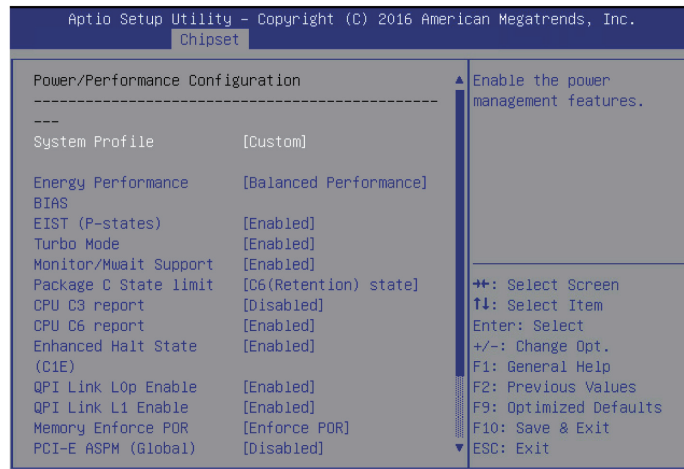 Aptio Setup Utility – Copyright (C) 2016 American Megatrends, Inc.
Chipset
Power/Performance Configuration
------------------------------------------------
---
System Profile [Custom]
Energy Performance [Balanced Performance]
BIAS
EIST (P-states) [Enabled]
Turbo Mode [Enabled]
Monitor/Mwait Support [Enabled]
Package C State limit [C6(Retention) state]
CPU C3 report [Disabled]
CPU C6 report [Enabled]
Enhanced Halt State [Enabled]
(C1E)
QPI Link L0p Enable [Enabled]
QPI Link L1 Enable [Enabled]
Memory Enforce POR [Enforce POR]
PCI-E ASPM (Global) [Disabled]
Enable the power
management features.
→←: Select Screen
↑↓: Select Item
Enter: Select
+/-: Change Opt.
F1: General Help
F2: Previous Values
F9: Optimized Defaults
F10: Save & Exit
ESC: Exit